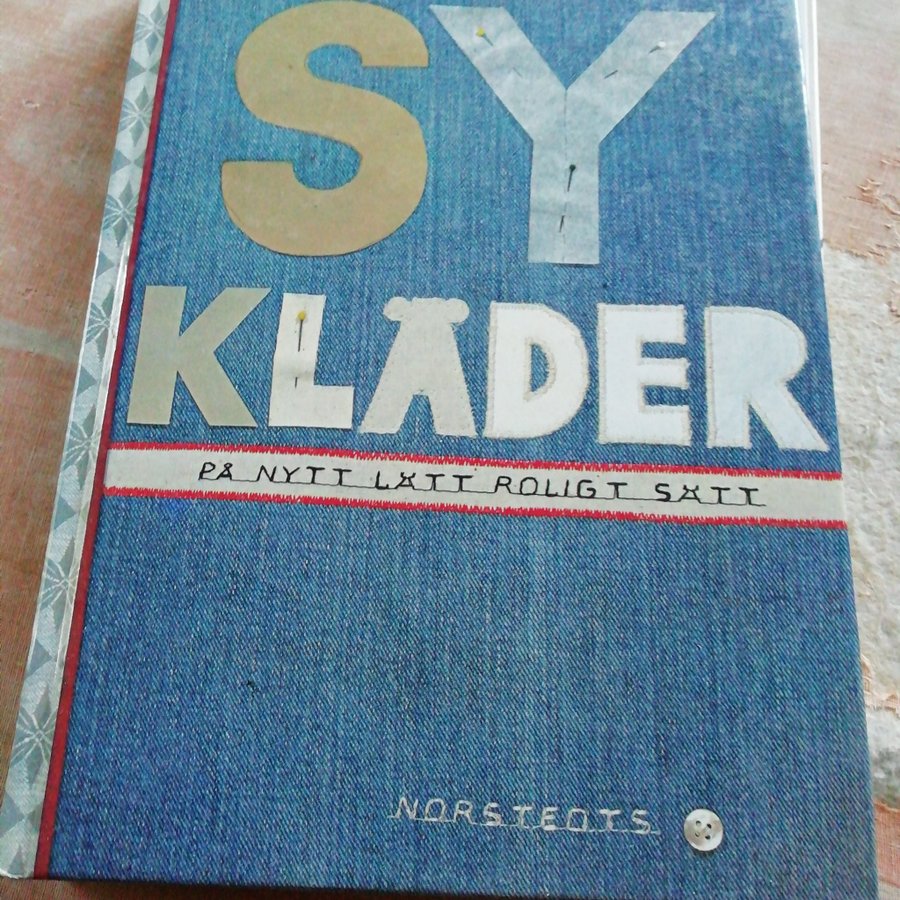 SY
KLÄDER
PÅ NYTT LÄTT ROLIGT SÄTT
NORSTEDTS